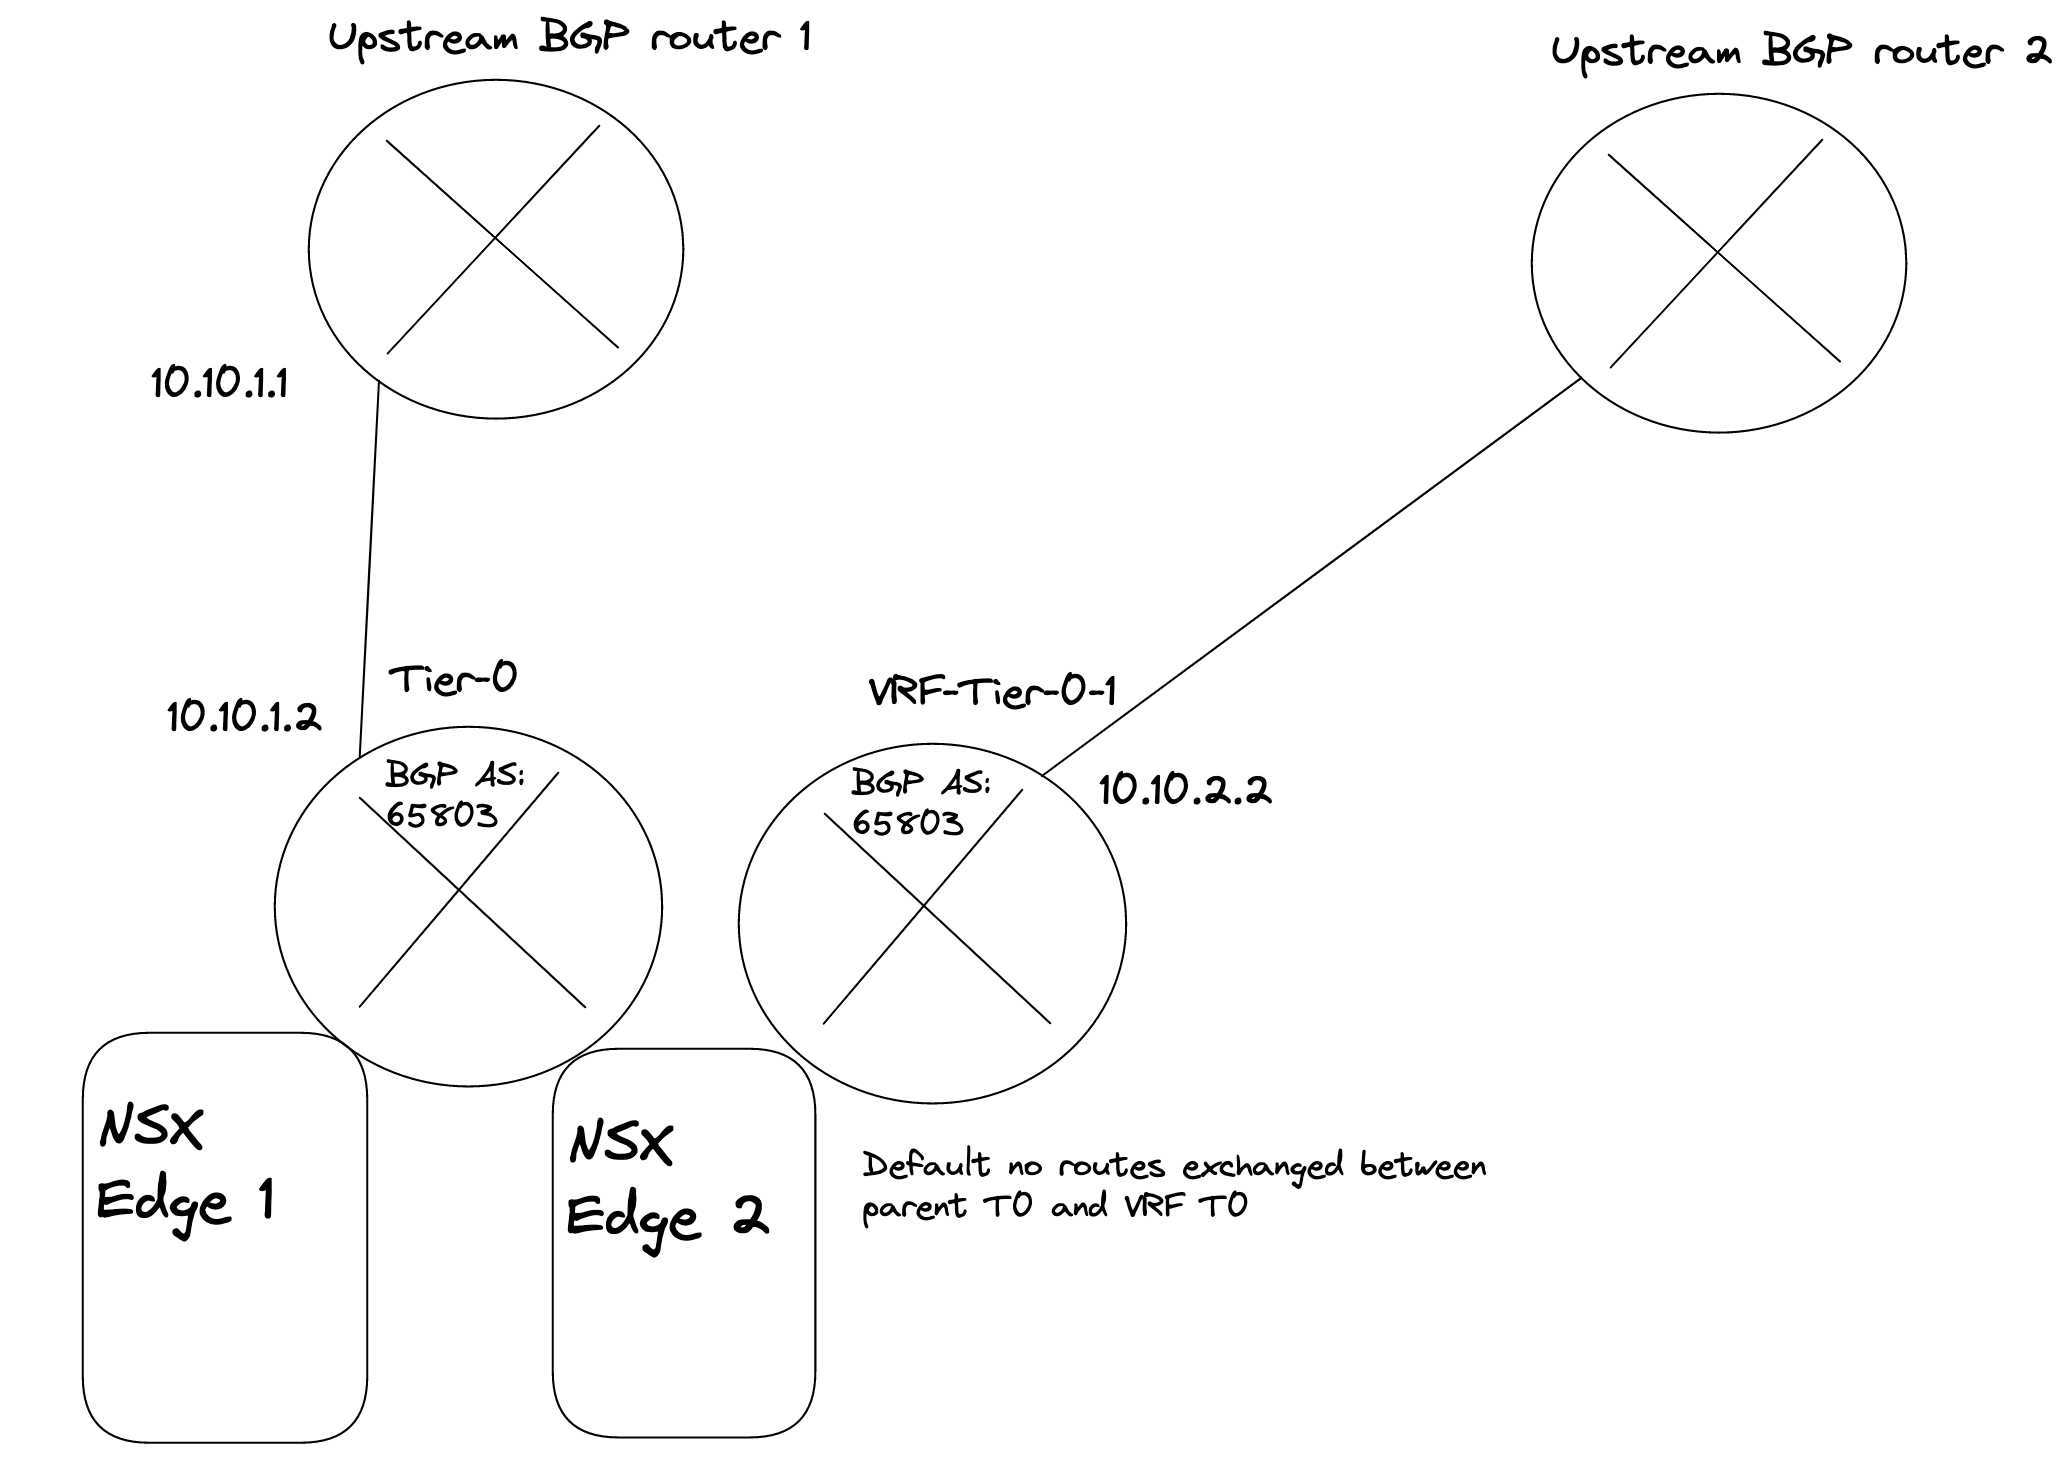 Upstream BGP router 1
Upstream BGP router 2
10.10.1.1
10.10.1.2
Tier-0
VRF-Tier-0-1
BGP AS:
65803
BGP AS:
65803
10.10.2.2
NSX
Edge 1
NSX
Edge 2
Default no routes exchanged between
parent T0 and VRF T0